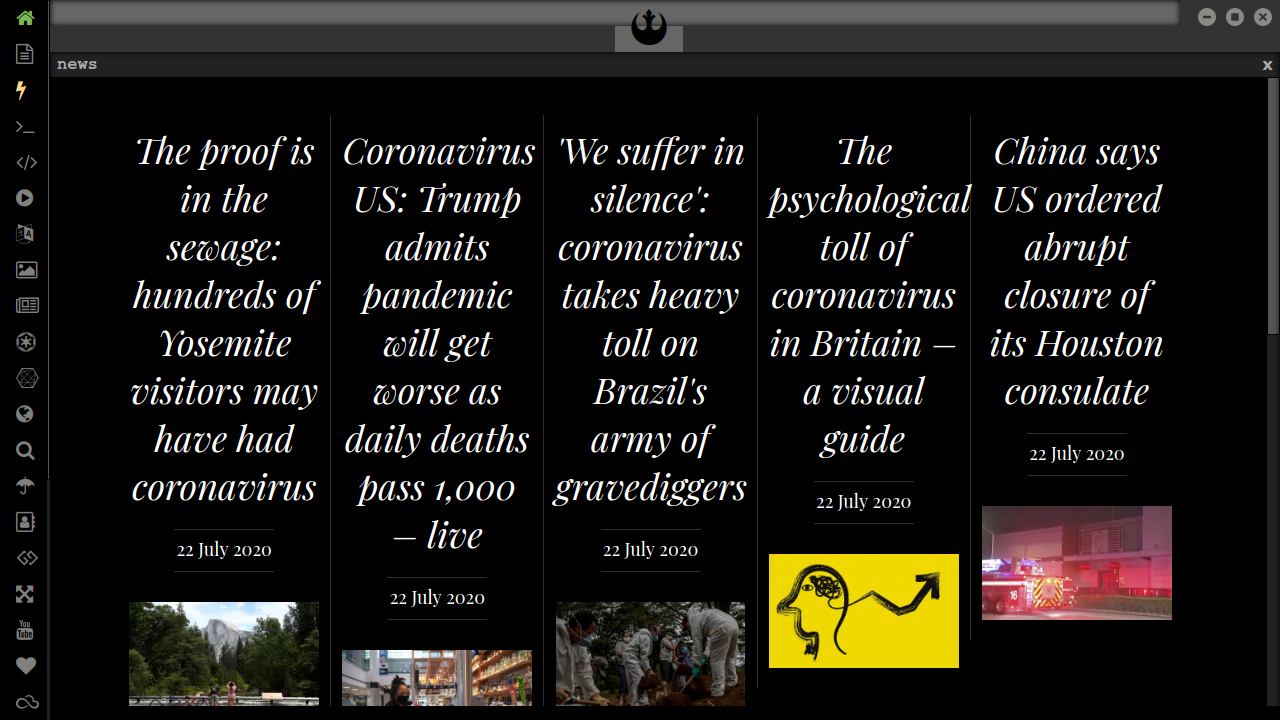 news
x
The proof is
in the
sewage:
hundreds of
Yosemite
visitors may
have had
coronavirus
22 July 2020
Coronavirus
US: Trump
admits
pandemic
will get
worse as
daily deaths
pass 1,000
– live
22 July 2020
'We suffer in
silence':
coronavirus
takes heavy
toll on
Brazil's
army of
gravediggers
22 July 2020
The
psychological
toll of
coronavirus
in Britain –
a visual
guide
22 July 2020
China says
US ordered
abrupt
closure of
its Houston
consulate
22 July 2020
16
You
Tube